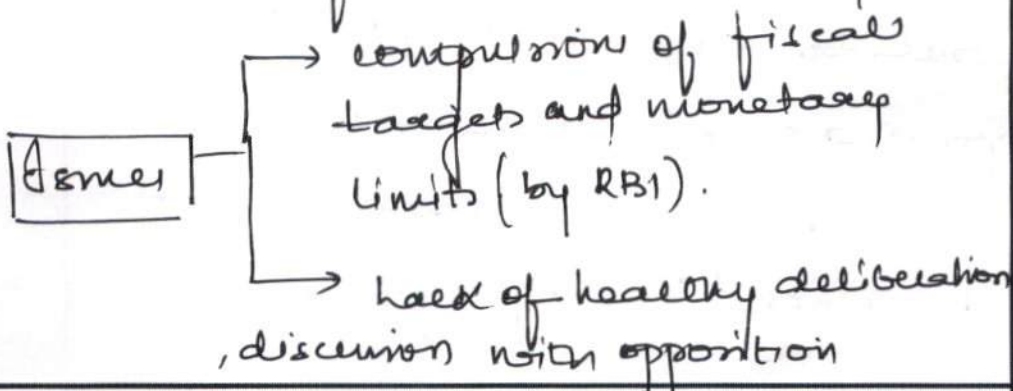 compulsion of fiscal
targets and monetary
limits (by RBI).
Issues
Lack of healthy deliberation
, discussion with opposition